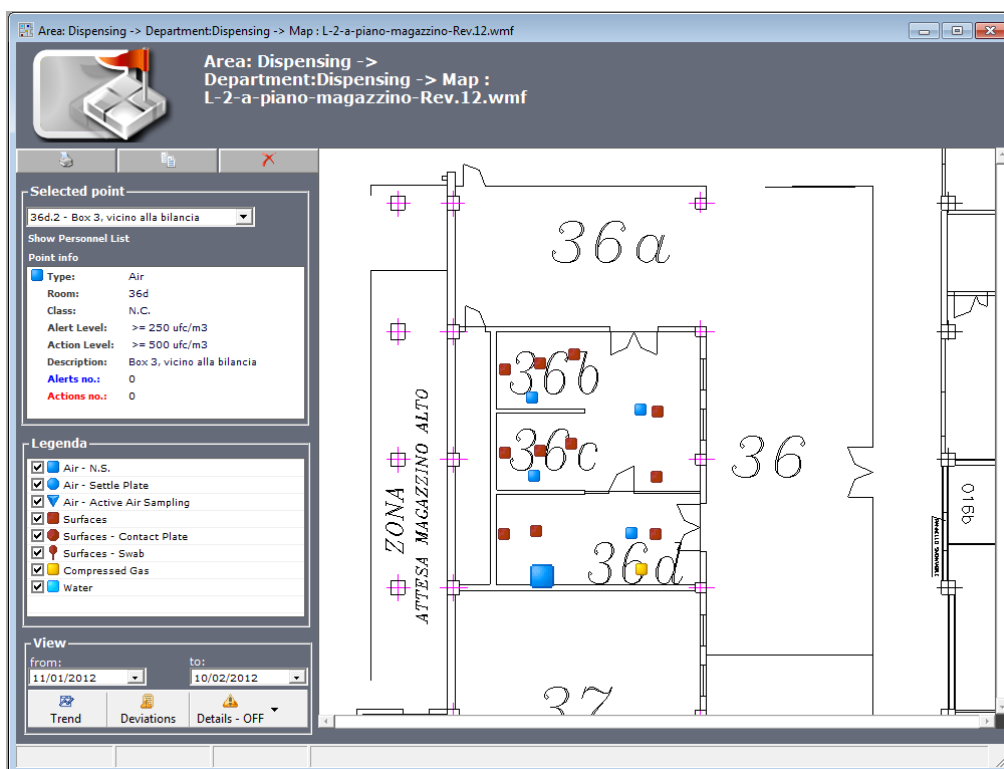 Area: Dispensing -> Department:Dispensing -> Map : L-2-a-piano-magazzino-Rev.12.wmf
Area: Dispensing ->
Department:Dispensing -> Map :
L-2-a-piano-magazzino-Rev.12.wmf
Selected point
36d.2 - Box 3, vicino alla bilancia
Show Personnel List
Point info
Type: Air
Room: 36d
Class: N.C.
Alert Level: >= 250 ufc/m3
Action Level: >= 500 ufc/m3
Description: Box 3, vicino alla bilancia
Alerts no.: 0
Actions no.: 0
Legenda
Air - N.S.
Air - Settle Plate
Air - Active Air Sampling
Surfaces
Surfaces - Contact Plate
Surfaces - Swab
Compressed Gas
Water
View
from: to:
11/01/2012 10/02/2012
Trend Deviations Details - OFF
36a
36b
36c
36d
36
37
ZONA
ATTESA MAGAZZINO ALTO
016b